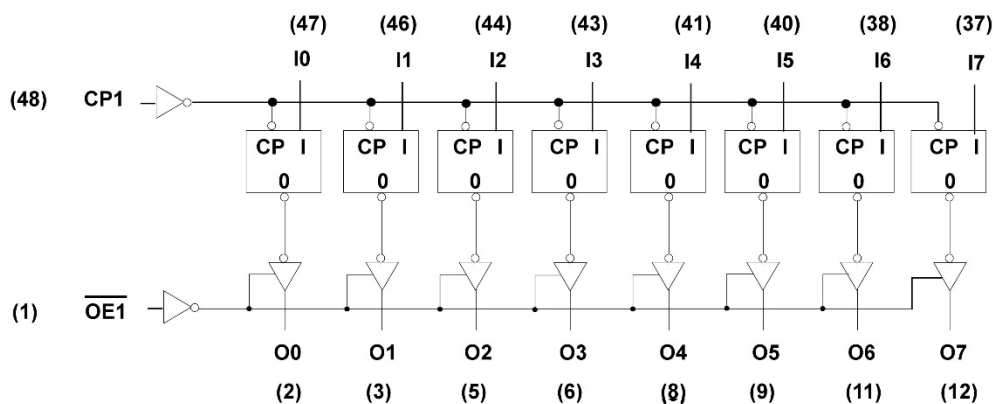 (47) (46) (44) (43) (41) (40) (38) (37)
I0 I1 I2 I3 I4 I5 I6 I7
(48) CP1
CP I CP I CP I CP I CP I CP I CP I CP I
0 0 0 0 0 0 0 0
(1) OE1
O0 O1 O2 O3 O4 O5 O6 O7
(2) (3) (5) (6) (8) (9) (11) (12)